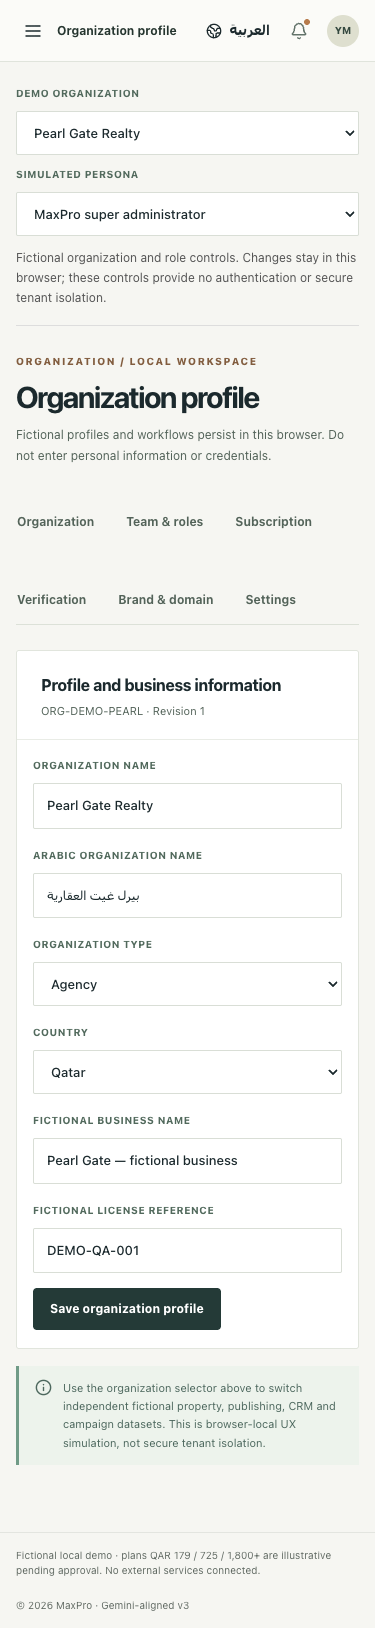 Organization profile
العربية
YM
DEMO ORGANIZATION
Pearl Gate Realty
SIMULATED PERSONA
MaxPro super administrator
Fictional organization and role controls. Changes stay in this
browser; these controls provide no authentication or secure
tenant isolation.
ORGANIZATION / LOCAL WORKSPACE
Organization profile
Fictional profiles and workflows persist in this browser. Do
not enter personal information or credentials.
Organization Team & roles Subscription
Verification Brand & domain Settings
Profile and business information
ORG-DEMO-PEARL · Revision 1
ORGANIZATION NAME
Pearl Gate Realty
ARABIC ORGANIZATION NAME
بيرل غيت العقارية
ORGANIZATION TYPE
Agency
COUNTRY
Qatar
FICTIONAL BUSINESS NAME
Pearl Gate — fictional business
FICTIONAL LICENSE REFERENCE
DEMO-QA-001
Save organization profile
Use the organization selector above to switch
independent fictional property, publishing, CRM and
campaign datasets. This is browser-local UX
simulation, not secure tenant isolation.
Fictional local demo · plans QAR 179 / 725 / 1,800+ are illustrative
pending approval. No external services connected.
© 2026 MaxPro · Gemini-aligned v3